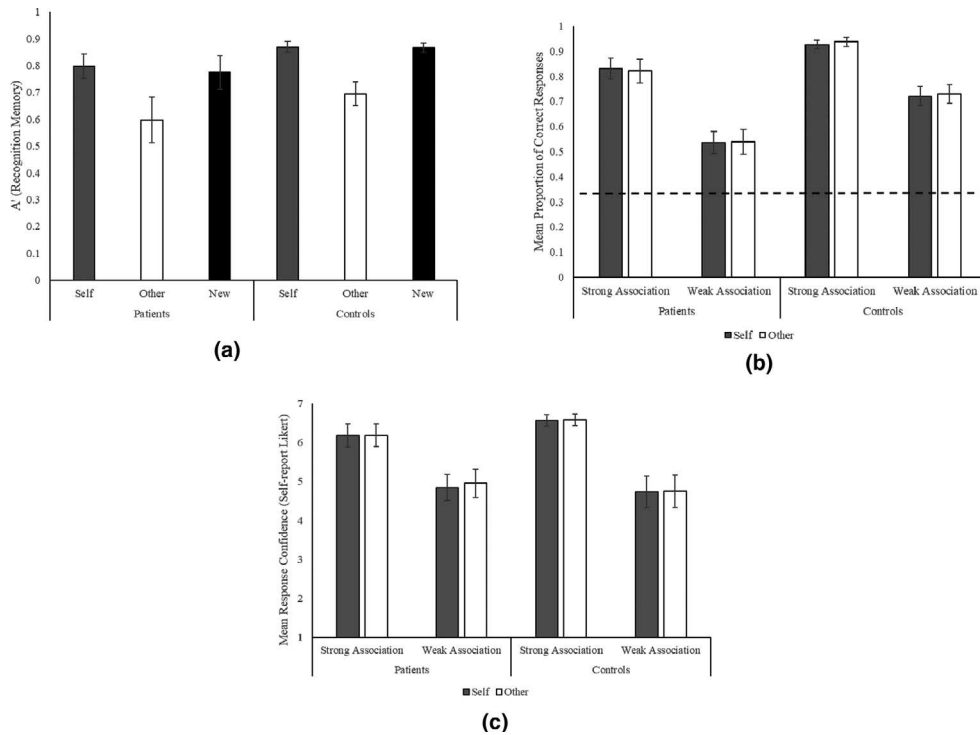 A' (Recognition Memory)
1
0.9
0.8
0.7
0.6
0.5
0.4
0.3
0.2
0.1
0
Self Other New Self Other New
Patients Controls
(a)
Mean Proportion of Correct Responses
1
0.9
0.8
0.7
0.6
0.5
0.4
0.3
0.2
0.1
0
Strong Association Weak Association Strong Association Weak Association
Patients Controls
Self Other
(b)
Mean Response Confidence (Self-report Likert)
7
6
5
4
3
2
1
Strong Association Weak Association Strong Association Weak Association
Patients Controls
Self Other
(c)